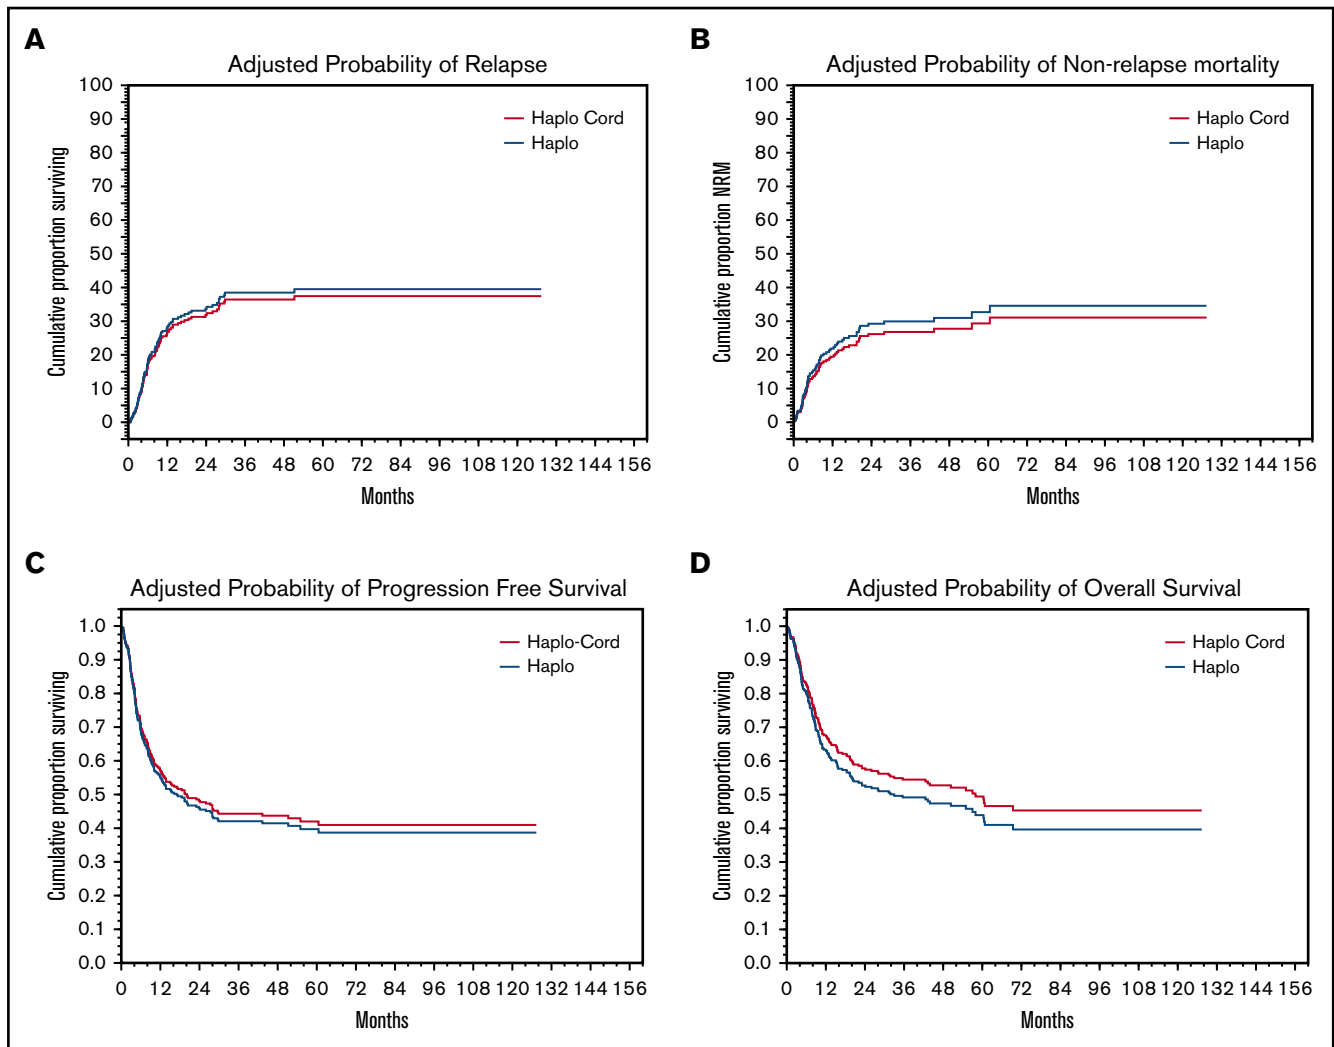 A
Adjusted Probability of Relapse
Cumulative proportion surviving
100
90
80
70
60
50
40
30
20
10
0
Haplo Cord
Haplo
0 12 24 36 48 60 72 84 96 108 120 132 144 156
Months
B
Adjusted Probability of Non-relapse mortality
Cumulative proportion NRM
100
90
80
70
60
50
40
30
20
10
0
Haplo Cord
Haplo
0 12 24 36 48 60 72 84 96 108 120 132 144 156
Months
C
Adjusted Probability of Progression Free Survival
Cumulative proportion surviving
1.0
0.9
0.8
0.7
0.6
0.5
0.4
0.3
0.2
0.1
0.0
Haplo-Cord
Haplo
0 12 24 36 48 60 72 84 96 108 120 132 144 156
Months
D
Adjusted Probability of Overall Survival
Cumulative proportion surviving
1.0
0.9
0.8
0.7
0.6
0.5
0.4
0.3
0.2
0.1
0.0
Haplo Cord
Haplo
0 12 24 36 48 60 72 84 96 108 120 132 144 156
Months